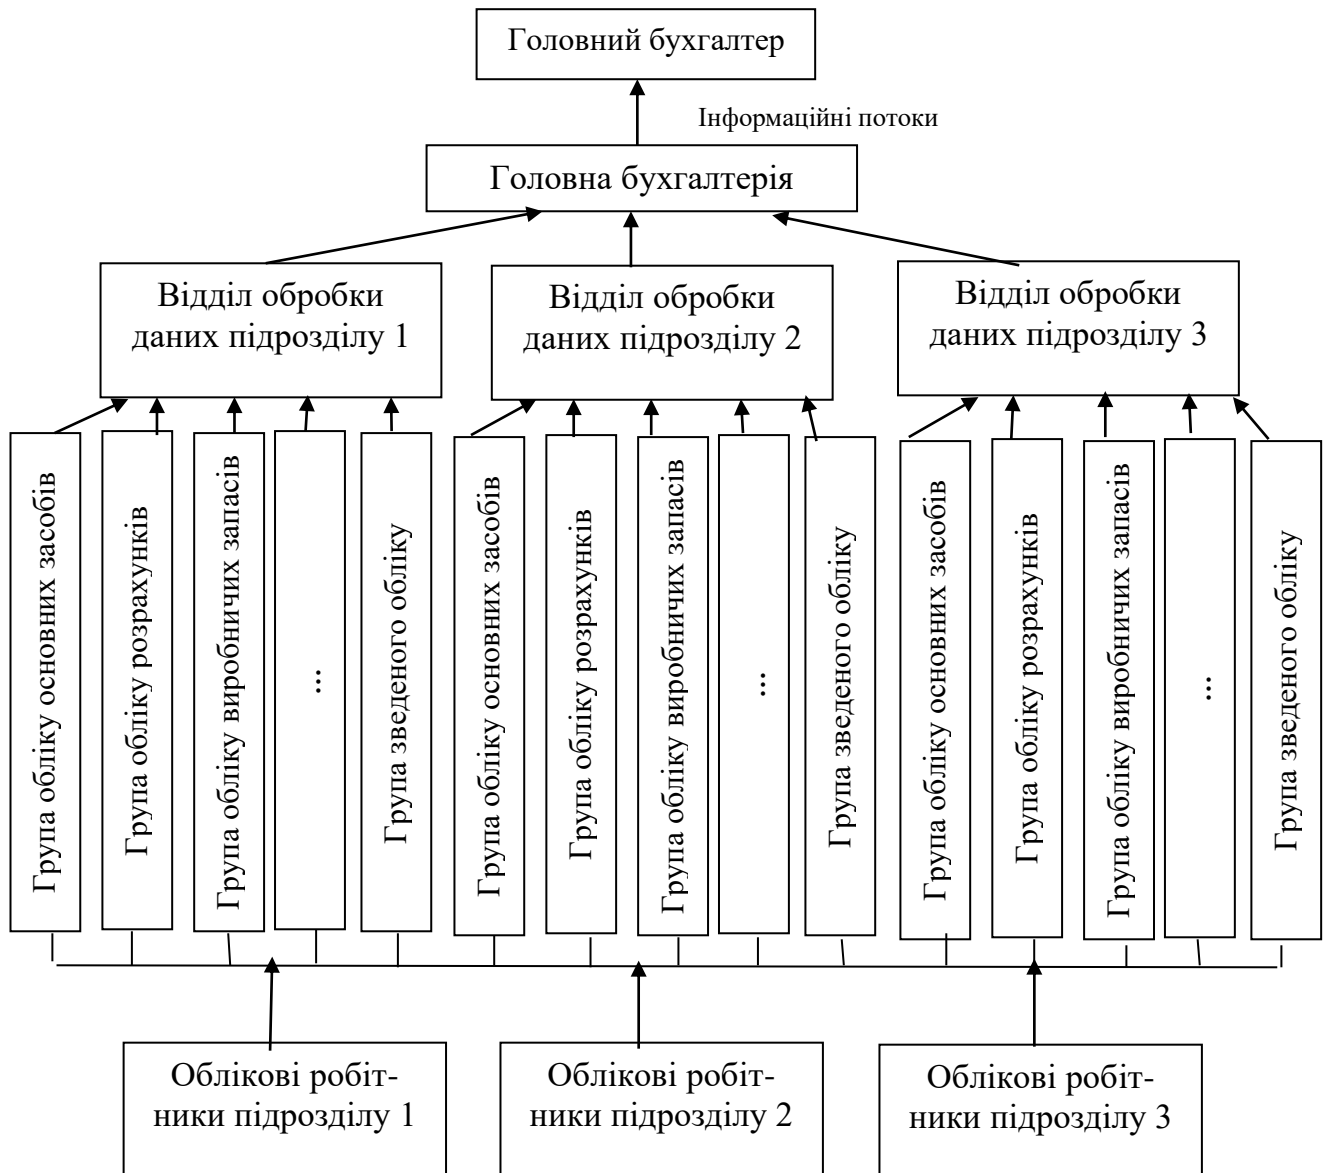 Головний бухгалтер
Інформаційні потоки
Головна бухгалтерія
Відділ обробки
даних підрозділу 1
Відділ обробки
даних підрозділу 2
Відділ обробки
даних підрозділу 3
Група обліку основних засобів
Група обліку розрахунків
Група обліку виробничих запасів
...
Група зведеного обліку
Група обліку основних засобів
Група обліку розрахунків
Група обліку виробничих запасів
...
Група зведеного обліку
Група обліку основних засобів
Група обліку розрахунків
Група обліку виробничих запасів
...
Група зведеного обліку
Облікові робіт-
ники підрозділу 1
Облікові робіт-
ники підрозділу 2
Облікові робіт-
ники підрозділу 3